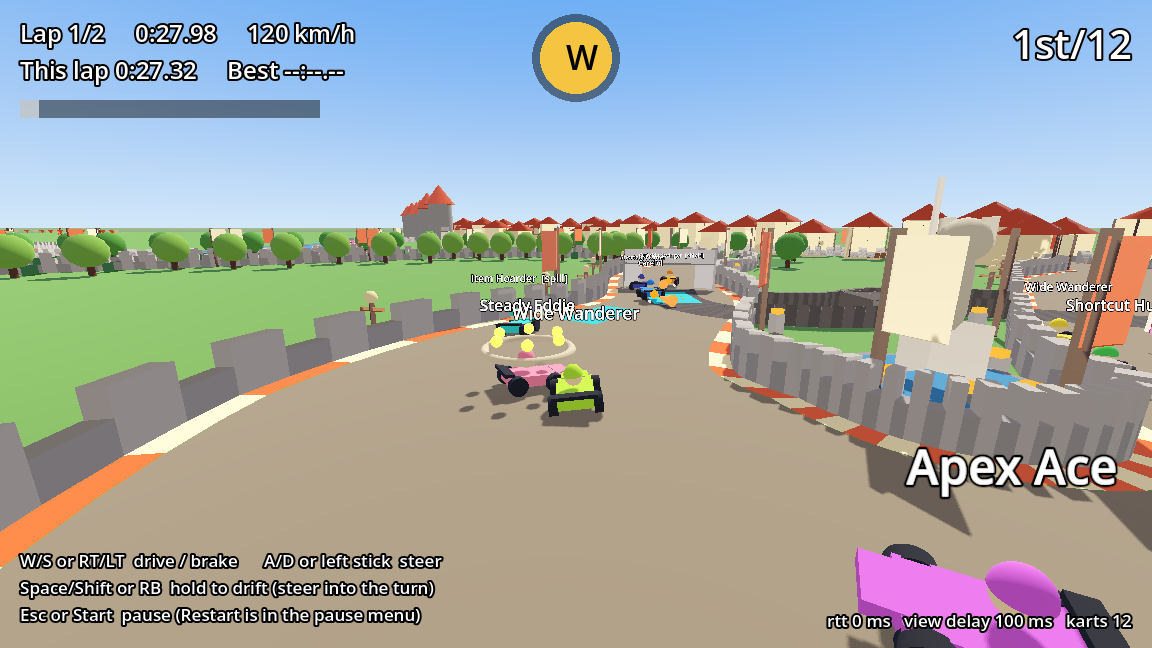 Lap 1/2 0:27.98 120 km/h
This lap 0:27.32 Best --:--.--
W
1st/12
Item Hoarder [spill]
Steady Eddie
Wide Wanderer
Wide Wanderer
Shortcut Hu
Apex Ace
W/S or RT/LT drive / brake A/D or left stick steer
Space/Shift or RB hold to drift (steer into the turn)
Esc or Start pause (Restart is in the pause menu)
rtt 0 ms view delay 100 ms karts 12